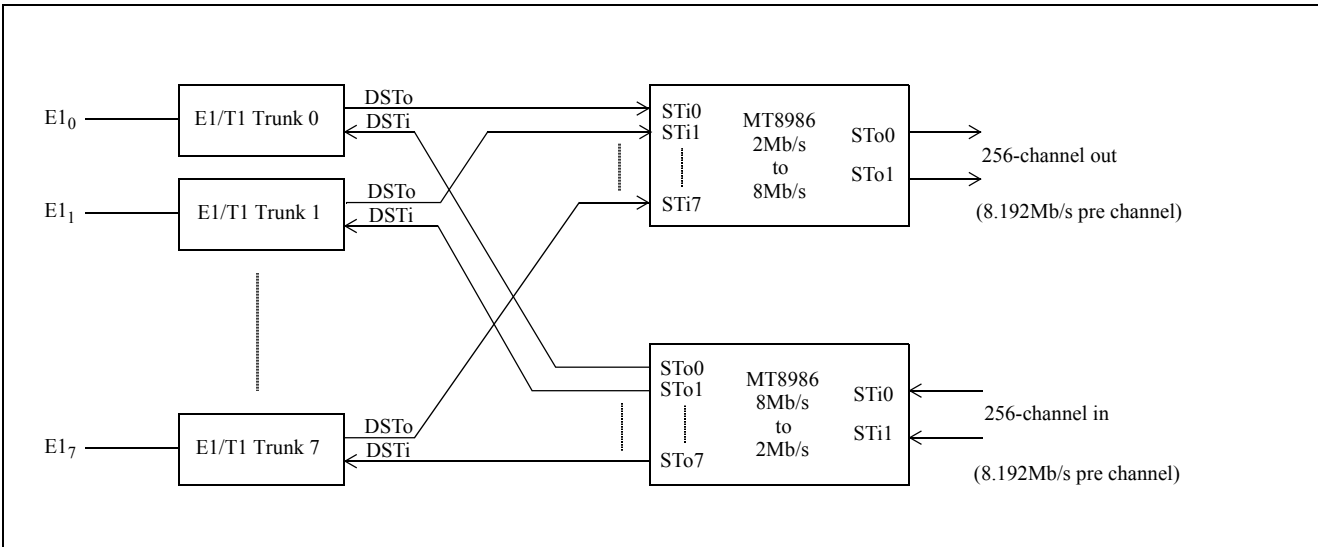 E1₀
E1/T1 Trunk 0
DSTo
DSTi
E1₁
E1/T1 Trunk 1
DSTo
DSTi
E1₇
E1/T1 Trunk 7
DSTo
DSTi
STi0
STi1
STi7
MT8986
2Mb/s
to
8Mb/s
STo0
STo1
256-channel out
(8.192Mb/s pre channel)
STo0
STo1
STo7
MT8986
8Mb/s
to
2Mb/s
STi0
STi1
256-channel in
(8.192Mb/s pre channel)